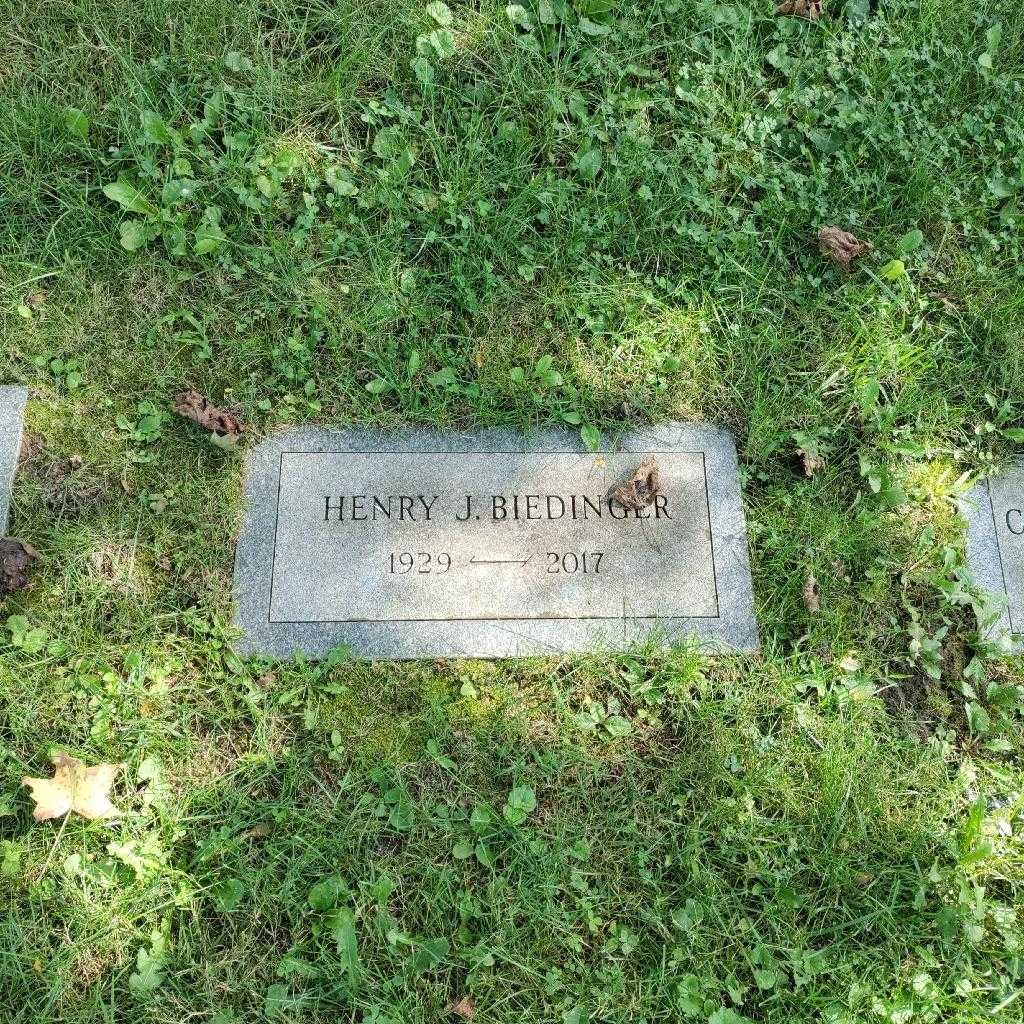 HENRY J. BIEDINGER
1929 — 2017
C